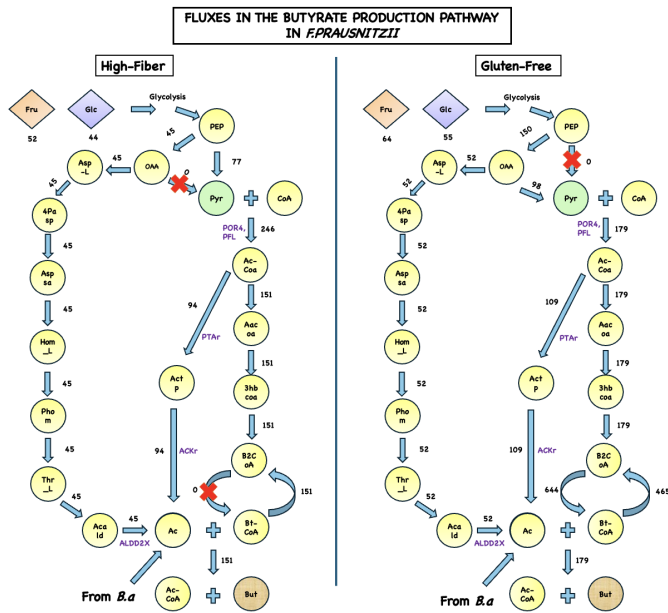 FLUXES IN THE BUTYRATE PRODUCTION PATHWAY
IN F.PRAUSNITZII
High-Fiber
Fru
52
Glc
44
Glycolysis
PEP
45
77
Asp
-L
45
OAA
0
Pyr
CoA
45
4Pa
sp
POR4,
PFL
246
45
Asp
sa
Ac-
Coa
94
151
45
Aac
oa
PTAr
Hom
_L
151
Act
p
3hb
coa
45
Pho
m
151
94
ACKr
B2C
oA
45
Thr
_L
0
151
45
Aca
ld
45
ALDD2X
Ac
Bt-
CoA
151
From B.a
Ac-
CoA
But
Gluten-Free
Fru
64
Glc
55
Glycolysis
PEP
150
0
Asp
-L
52
OAA
98
Pyr
CoA
52
4Pa
sp
POR4,
PFL
179
52
Asp
sa
Ac-
Coa
109
179
52
Aac
oa
PTAr
Hom
_L
179
Act
p
3hb
coa
52
Pho
m
179
109
ACKr
B2C
oA
52
Thr
_L
644
465
52
Aca
ld
52
ALDD2X
Ac
Bt-
CoA
179
From B.a
Ac-
CoA
But